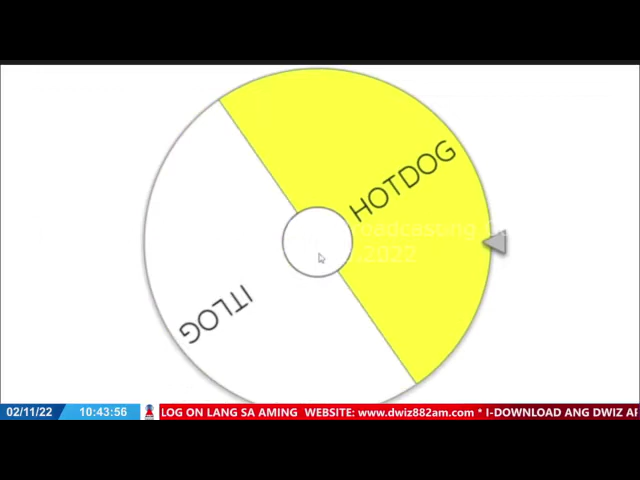 HOTDOG
ITLOG
2022
02/11/22 10:43:56 LOG ON LANG SA AMING WEBSITE: www.dwiz882am.com * I-DOWNLOAD ANG DWIZ